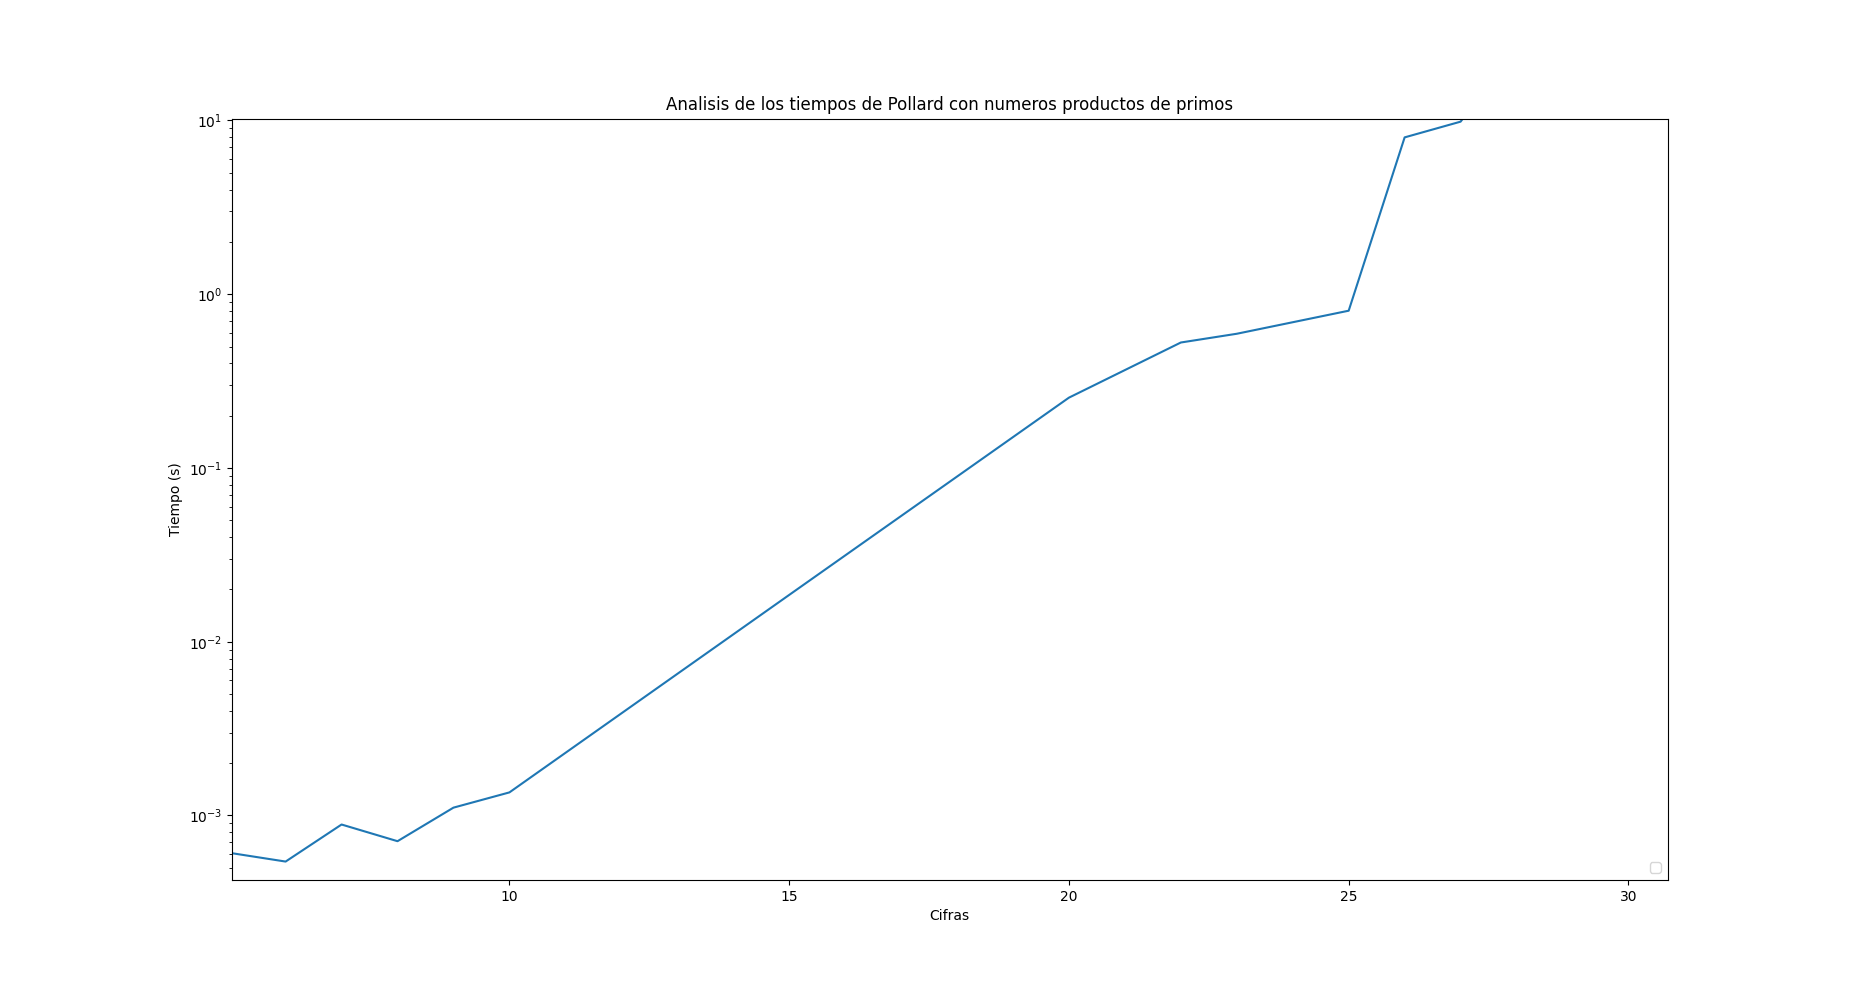 Analisis de los tiempos de Pollard con numeros productos de primos
10¹
10⁰
10⁻¹
10⁻²
10⁻³
Tiempo (s)
10 15 20 25 30
Cifras